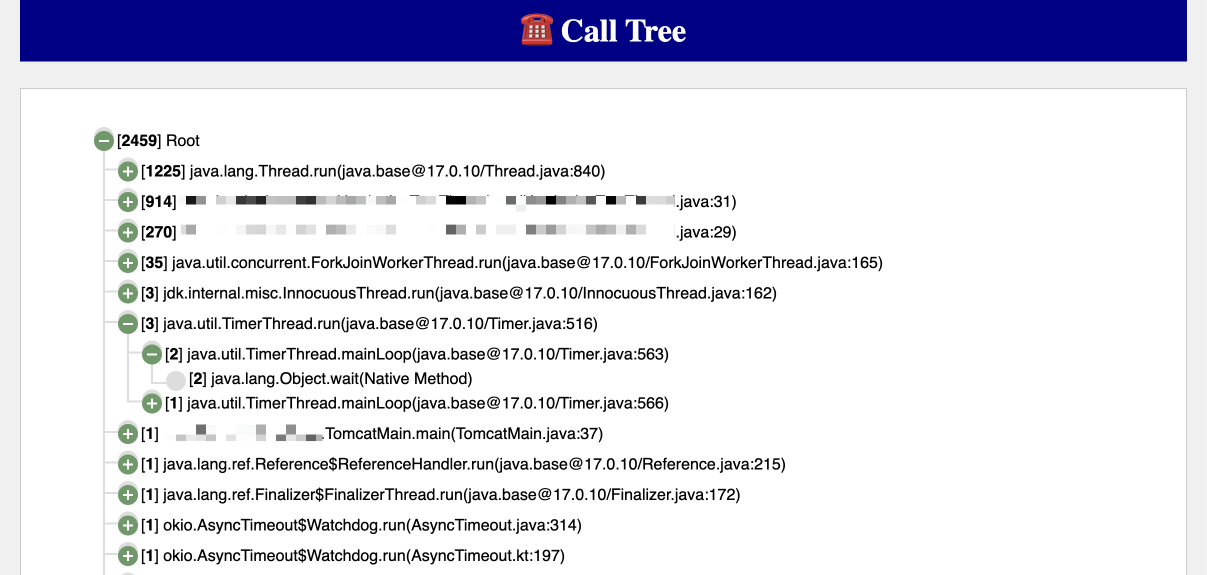 Call Tree
[2459] Root
[1225] java.lang.Thread.run(java.base@17.0.10/Thread.java:840)
[914] .java:31)
[270] .java:29)
[35] java.util.concurrent.ForkJoinWorkerThread.run(java.base@17.0.10/ForkJoinWorkerThread.java:165)
[3] jdk.internal.misc.InnocuousThread.run(java.base@17.0.10/InnocuousThread.java:162)
[3] java.util.TimerThread.run(java.base@17.0.10/Timer.java:516)
[2] java.util.TimerThread.mainLoop(java.base@17.0.10/Timer.java:563)
[2] java.lang.Object.wait(Native Method)
[1] java.util.TimerThread.mainLoop(java.base@17.0.10/Timer.java:566)
[1] .TomcatMain.main(TomcatMain.java:37)
[1] java.lang.ref.Reference$ReferenceHandler.run(java.base@17.0.10/Reference.java:215)
[1] java.lang.ref.Finalizer$FinalizerThread.run(java.base@17.0.10/Finalizer.java:172)
[1] okio.AsyncTimeout$Watchdog.run(AsyncTimeout.java:314)
[1] okio.AsyncTimeout$Watchdog.run(AsyncTimeout.kt:197)